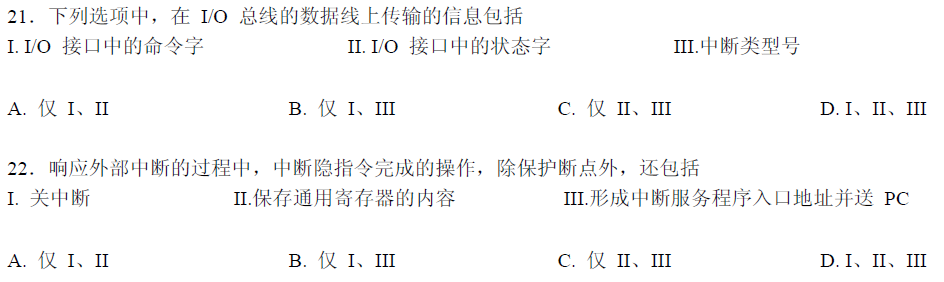 21．下列选项中，在 I/O 总线的数据线上传输的信息包括
I. I/O 接口中的命令字 II. I/O 接口中的状态字 III.中断类型号
A. 仅 I、II B. 仅 I、III C. 仅 II、III D. I、II、III
22．响应外部中断的过程中，中断隐指令完成的操作，除保护断点外，还包括
I. 关中断 II.保存通用寄存器的内容 III.形成中断服务程序入口地址并送 PC
A. 仅 I、II B. 仅 I、III C. 仅 II、III D. I、II、III